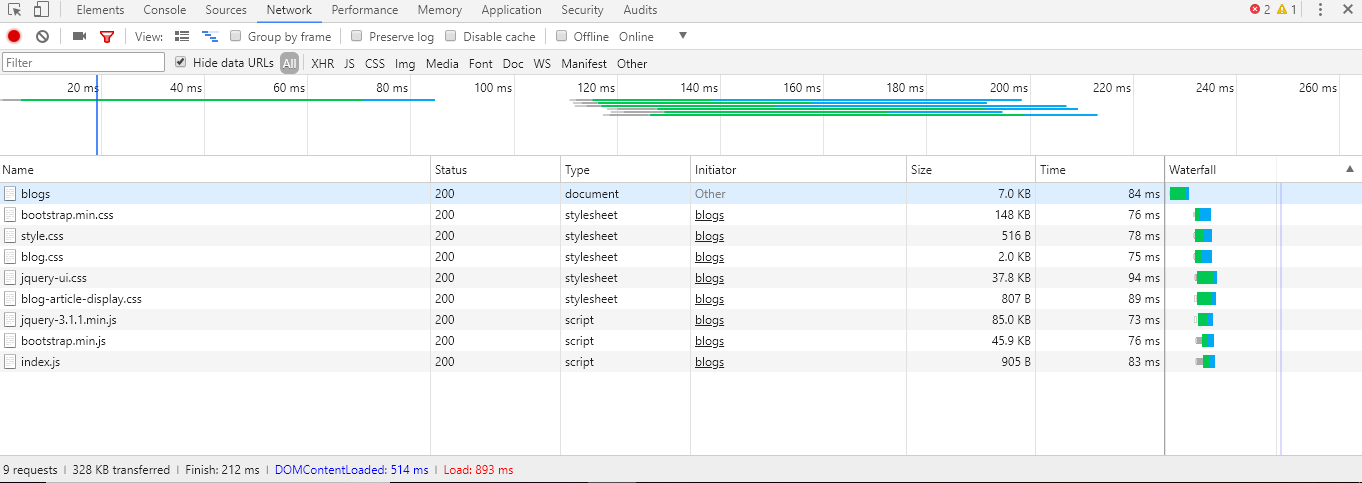 Elements Console Sources Network Performance Memory Application Security Audits 2 1
View: Group by frame Preserve log Disable cache Offline Online
Filter Hide data URLs All XHR JS CSS Img Media Font Doc WS Manifest Other
20 ms 40 ms 60 ms 80 ms 100 ms 120 ms 140 ms 160 ms 180 ms 200 ms 220 ms 240 ms 260 ms
Name Status Type Initiator Size Time Waterfall
blogs 200 document Other 7.0 KB 84 ms
bootstrap.min.css 200 stylesheet blogs 148 KB 76 ms
style.css 200 stylesheet blogs 516 B 78 ms
blog.css 200 stylesheet blogs 2.0 KB 75 ms
jquery-ui.css 200 stylesheet blogs 37.8 KB 94 ms
blog-article-display.css 200 stylesheet blogs 807 B 89 ms
jquery-3.1.1.min.js 200 script blogs 85.0 KB 73 ms
bootstrap.min.js 200 script blogs 45.9 KB 76 ms
index.js 200 script blogs 905 B 83 ms
9 requests | 328 KB transferred | Finish: 212 ms | DOMContentLoaded: 514 ms | Load: 893 ms